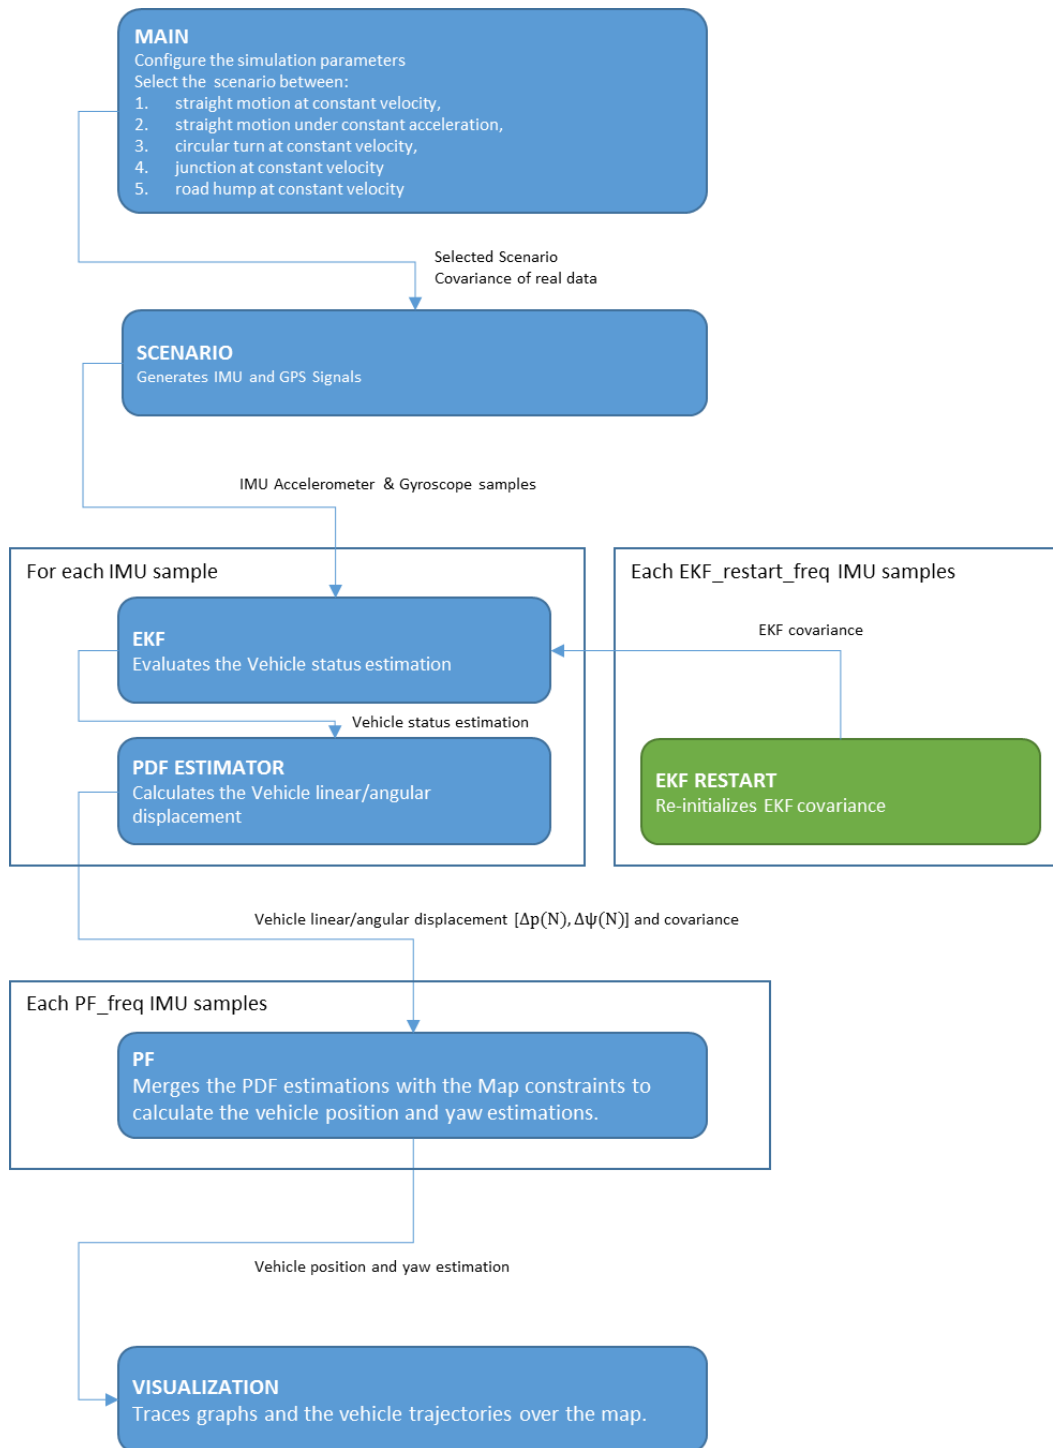 MAIN
Configure the simulation parameters
Select the scenario between:
1. straight motion at constant velocity,
2. straight motion under constant acceleration,
3. circular turn at constant velocity,
4. junction at constant velocity
5. road hump at constant velocity
Selected Scenario
Covariance of real data
SCENARIO
Generates IMU and GPS Signals
IMU Accelerometer & Gyroscope samples
For each IMU sample
EKF
Evaluates the Vehicle status estimation
Vehicle status estimation
PDF ESTIMATOR
Calculates the Vehicle linear/angular
displacement
Each EKF_restart_freq IMU samples
EKF covariance
EKF RESTART
Re-initializes EKF covariance
Vehicle linear/angular displacement [Δp(N), Δψ(N)] and covariance
Each PF_freq IMU samples
PF
Merges the PDF estimations with the Map constraints to
calculate the vehicle position and yaw estimations.
Vehicle position and yaw estimation
VISUALIZATION
Traces graphs and the vehicle trajectories over the map.